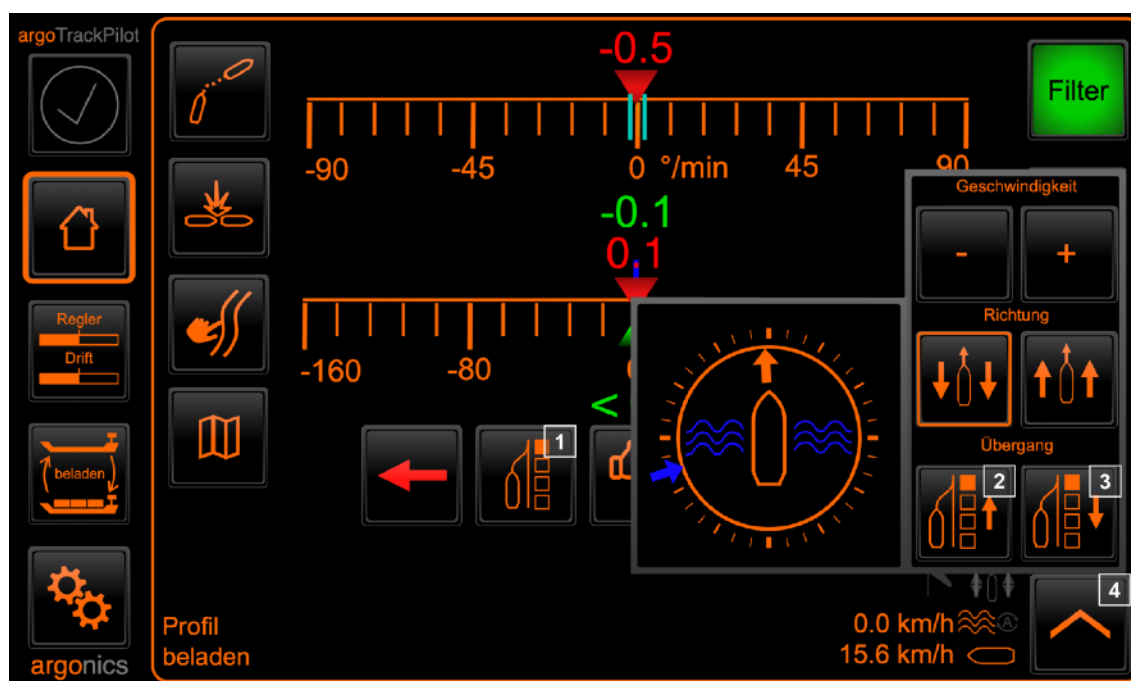 argoTrackPilot
-0.5
Filter
-90 -45 0 °/min 45 90
Geschwindigkeit
- +
-0.1
0.1
Richtung
Regler
Drift
-160 -80
<
Übergang
1
2 3
beladen
4
Profil
beladen
0.0 km/h A
15.6 km/h
argonics